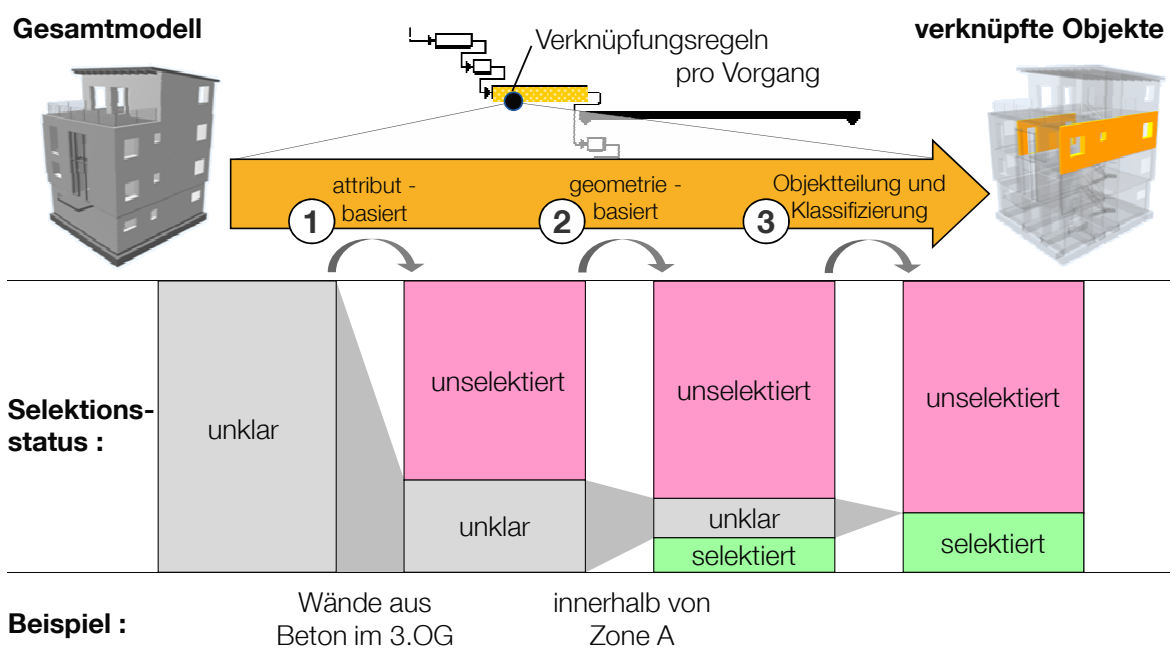 Gesamtmodell
Verknüpfungsregeln
pro Vorgang
verknüpfte Objekte
1
attribut -
basiert
2
geometrie -
basiert
3
Objektteilung und
Klassifizierung
Selektions-
status :
unklar
unselektiert
unklar
unselektiert
unklar
selektiert
unselektiert
selektiert
Beispiel :
Wände aus
Beton im 3.OG
innerhalb von
Zone A